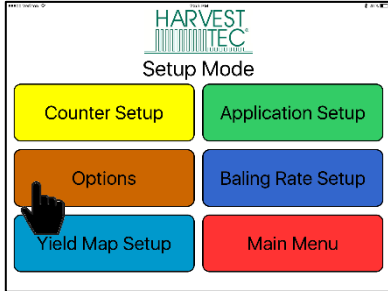 HARVEST
TEC
Setup Mode
Counter Setup
Application Setup
Options
Baling Rate Setup
Yield Map Setup
Main Menu